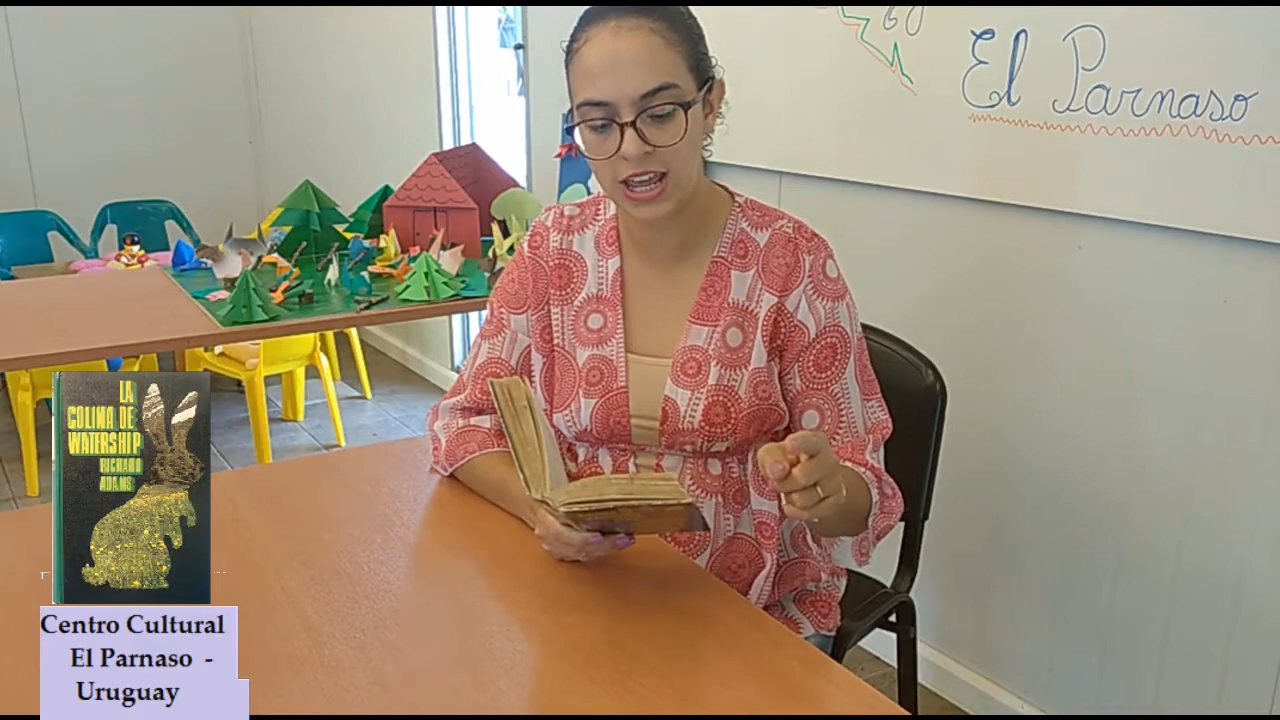 El Parnaso
LA
COLINA DE
WATERSHIP
RICHARD
ADAMS
Centro Cultural
El Parnaso -
Uruguay